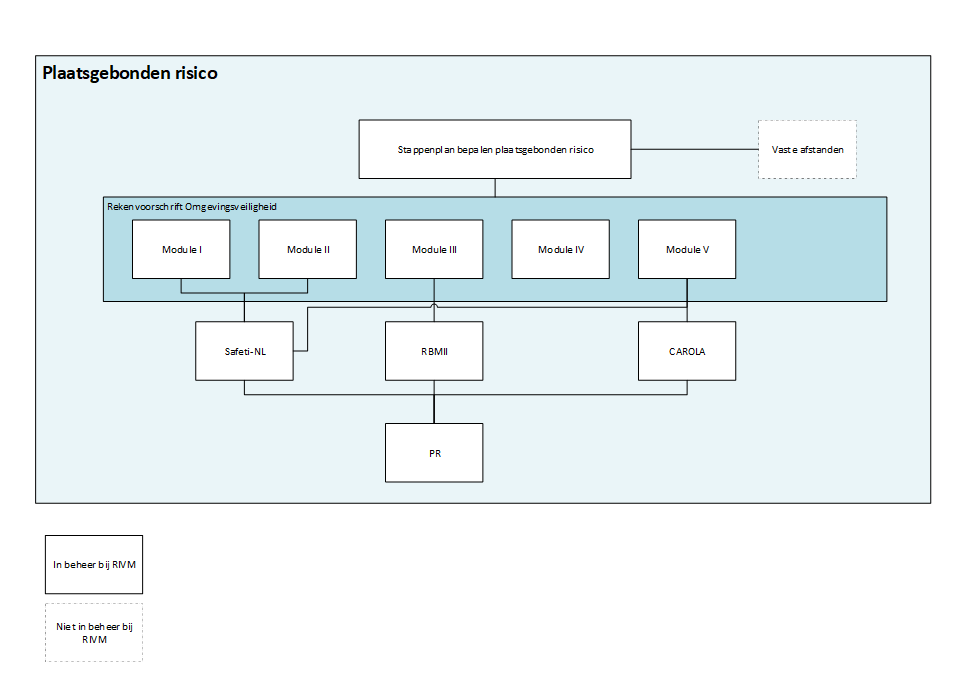 Plaatsgebonden risico
Stappenplan bepalen plaatsgebonden risico
Vaste afstanden
Rekenvoorschrift Omgevingsveiligheid
Module I
Module II
Module III
Module IV
Module V
Safeti-NL
RBMII
CAROLA
PR
In beheer bij RIVM
Niet in beheer bij
RIVM